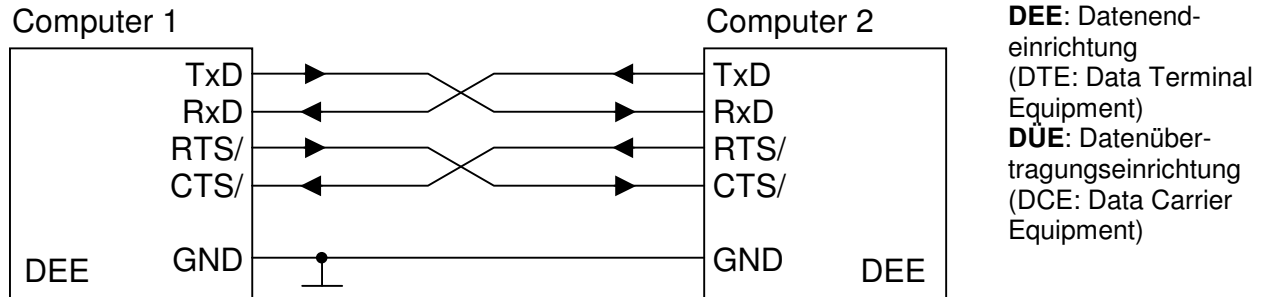 Computer 1
TxD
RxD
RTS/
CTS/
GND
DEE
Computer 2
TxD
RxD
RTS/
CTS/
GND
DEE
DEE: Datenend-
einrichtung
(DTE: Data Terminal
Equipment)
DÜE: Datenüber-
tragungseinrichtung
(DCE: Data Carrier
Equipment)